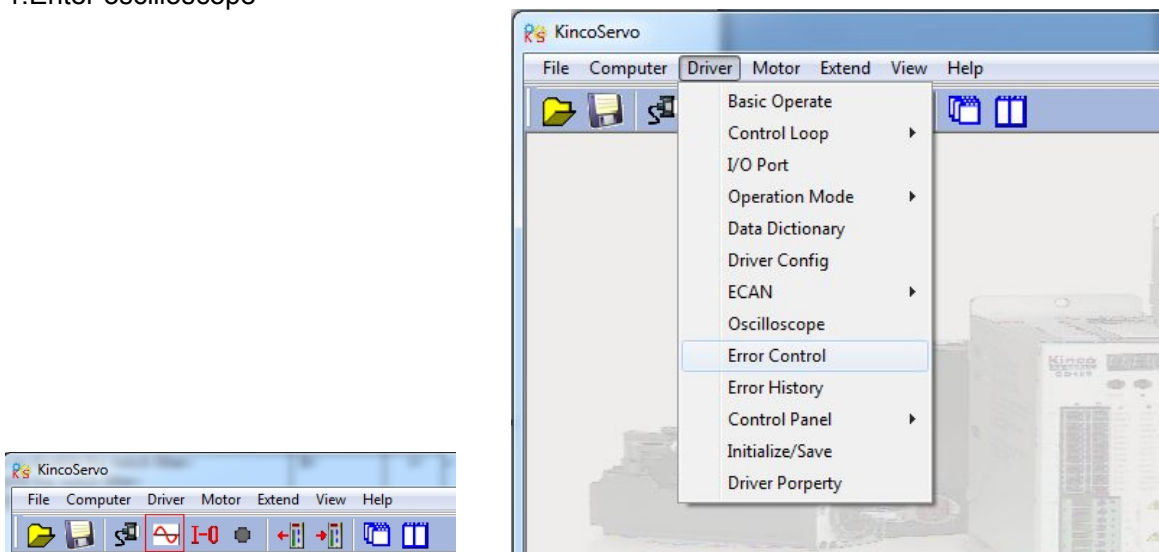 1.Enter oscilloscope
KincoServo
File Computer Driver Motor Extend View Help
Basic Operate
Control Loop
I/O Port
Operation Mode
Data Dictionary
Driver Config
ECAN
Oscilloscope
Error Control
Error History
Control Panel
Initialize/Save
Driver Porperty
Kinco
KincoServo
File Computer Driver Motor Extend View Help
I-0